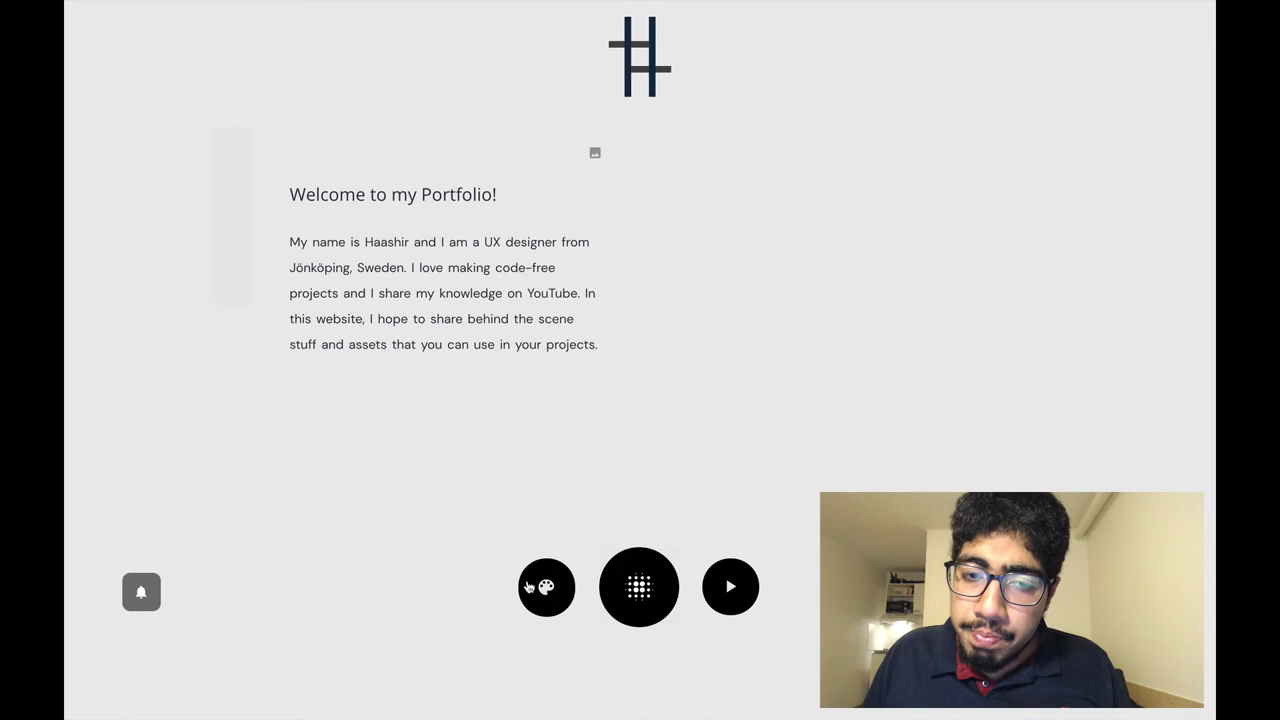 Welcome to my Portfolio!
My name is Haashir and I am a UX designer from
Jönköping, Sweden. I love making code-free
projects and I share my knowledge on YouTube. In
this website, I hope to share behind the scene
stuff and assets that you can use in your projects.